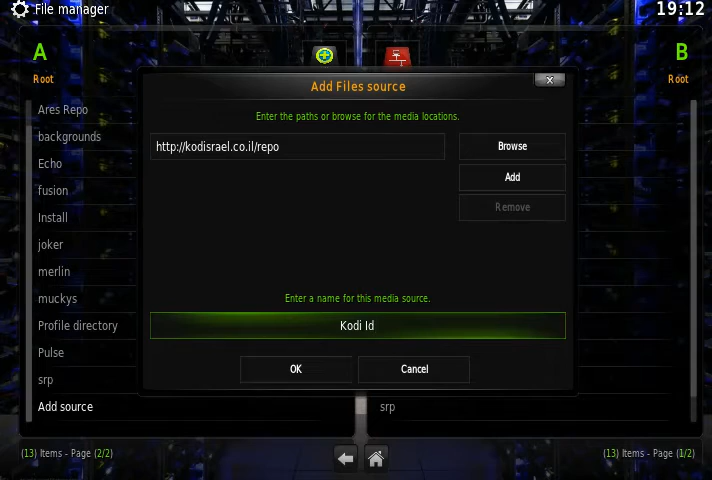 File manager
19:12
A
B
Root
Root
Add Files source
x
Enter the paths or browse for the media locations.
http://kodisrael.co.il/repo
Browse
Add
Remove
Enter a name for this media source.
Kodi Id
OK
Cancel
Ares Repo
backgrounds
Echo
fusion
Install
joker
merlin
muckys
Profile directory
Pulse
srp
Add source
srp
(13) Items - Page (2/2)
(13) Items - Page (1/2)